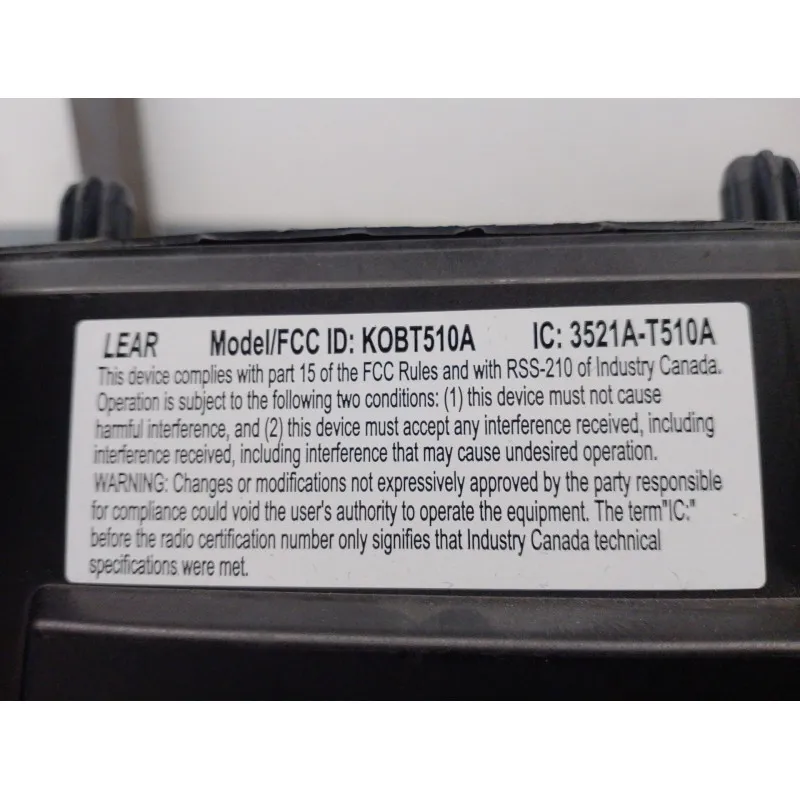 LEAR Model/FCC ID: KOBT510A IC: 3521A-T510A
This device complies with part 15 of the FCC Rules and with RSS-210 of Industry Canada.
Operation is subject to the following two conditions: (1) this device must not cause
harmful interference, and (2) this device must accept any interference received, including
interference received, including interference that may cause undesired operation.
WARNING: Changes or modifications not expressively approved by the party responsible
for compliance could void the user's authority to operate the equipment. The term"IC:"
before the radio certification number only signifies that Industry Canada technical
specifications were met.